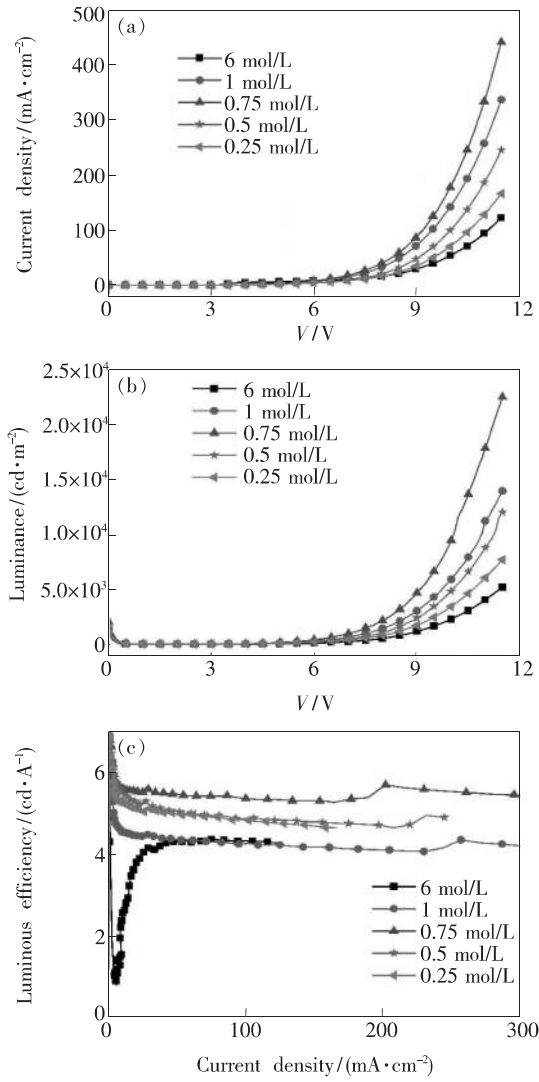 (a)
6 mol/L
1 mol/L
0.75 mol/L
0.5 mol/L
0.25 mol/L
500
400
300
200
100
0
Current density/(mA·cm⁻²)
0 3 6 9 12
V/V
(b)
6 mol/L
1 mol/L
0.75 mol/L
0.5 mol/L
0.25 mol/L
2.5×10⁴
2.0×10⁴
1.5×10⁴
1.0×10⁴
5.0×10³
0
Luminance/(cd·m⁻²)
0 3 6 9 12
V/V
(c)
6
4
2
0
Luminous efficiency/(cd·A⁻¹)
6 mol/L
1 mol/L
0.75 mol/L
0.5 mol/L
0.25 mol/L
0 100 200 300
Current density/(mA·cm⁻²)